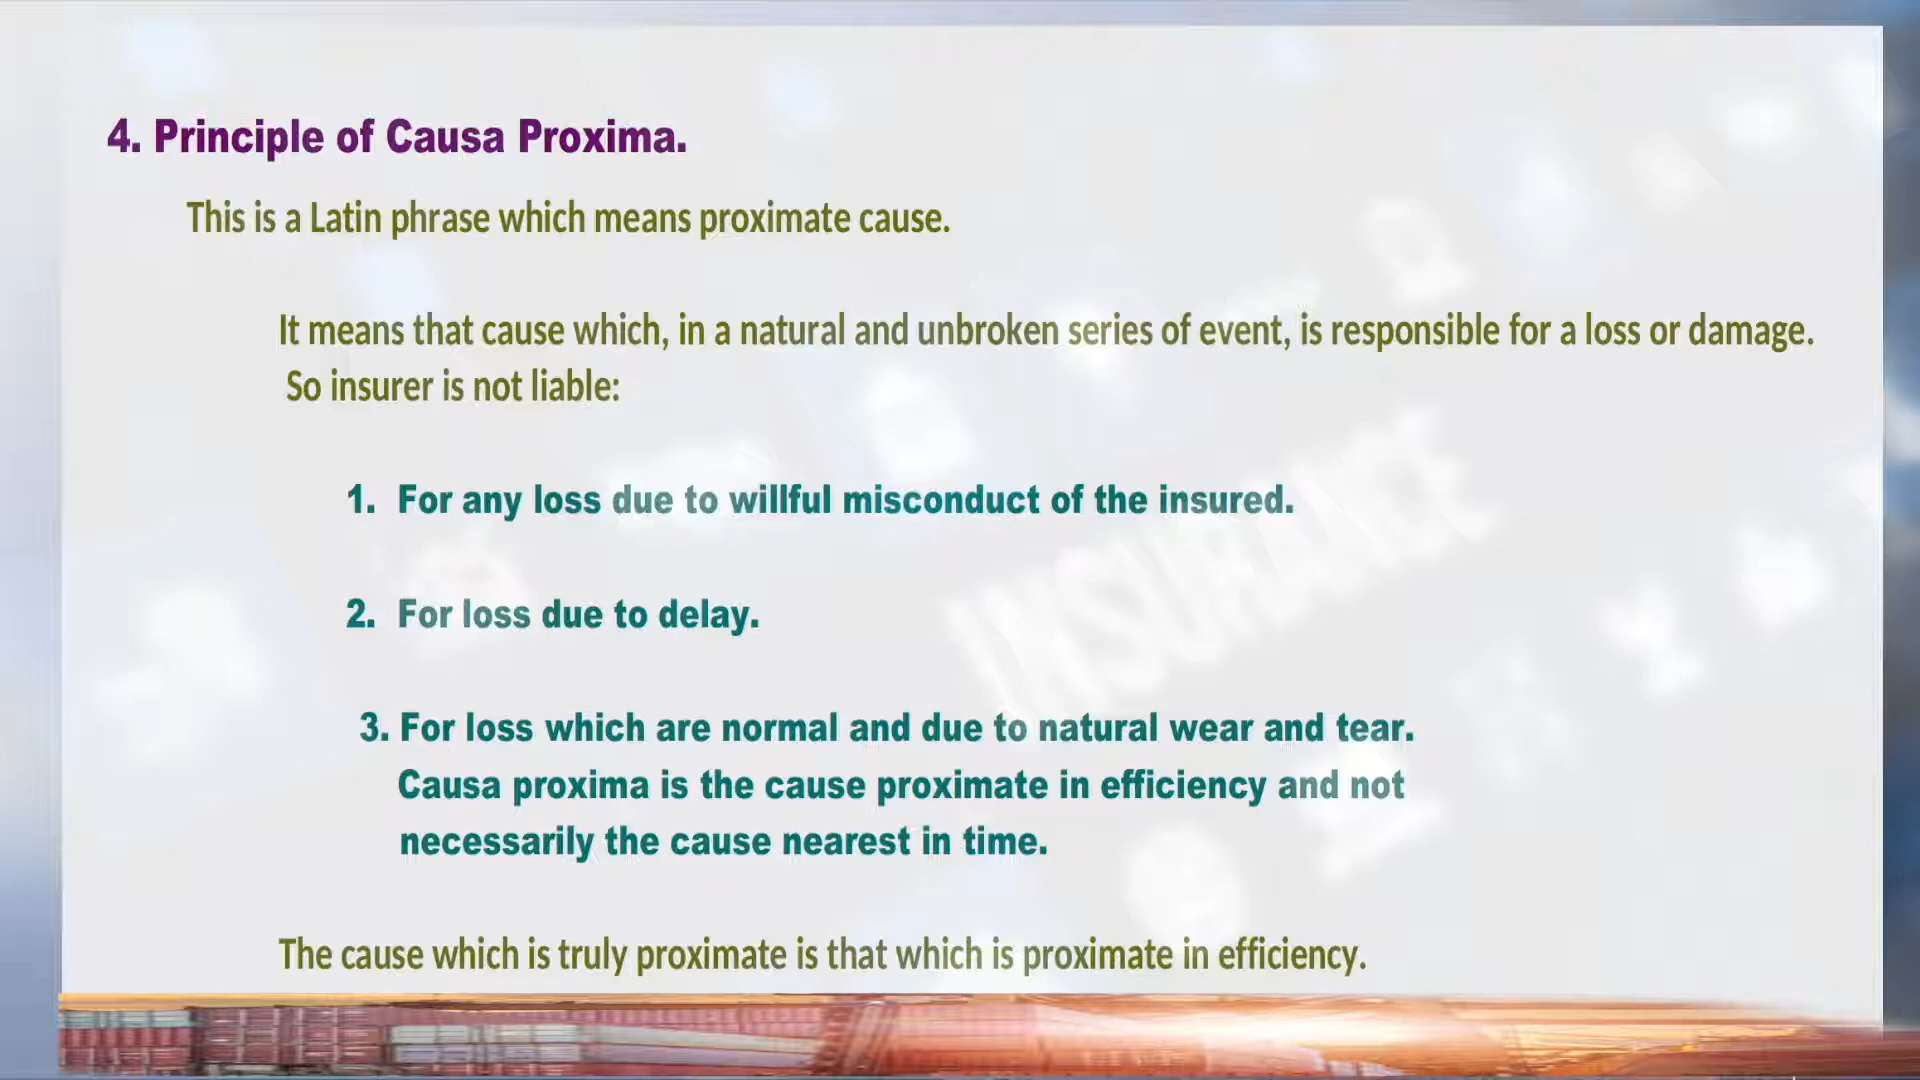 4. Principle of Causa Proxima.
This is a Latin phrase which means proximate cause.
It means that cause which, in a natural and unbroken series of event, is responsible for a loss or damage.
So insurer is not liable:
1. For any loss due to willful misconduct of the insured.
2. For loss due to delay.
3. For loss which are normal and due to natural wear and tear.
Causa proxima is the cause proximate in efficiency and not
necessarily the cause nearest in time.
The cause which is truly proximate is that which is proximate in efficiency.
INSURANCE